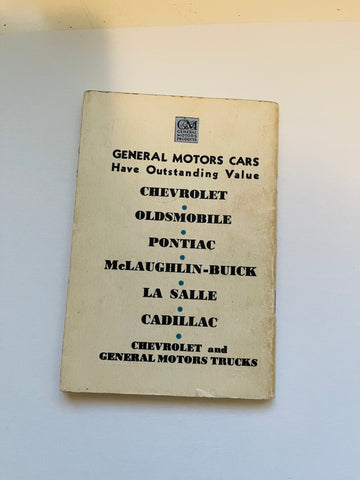 GM
GENERAL
MOTORS
PRODUCTS
GENERAL MOTORS CARS
Have Outstanding Value
CHEVROLET
OLDSMOBILE
PONTIAC
McLAUGHLIN-BUICK
LA SALLE
CADILLAC
CHEVROLET and
GENERAL MOTORS TRUCKS